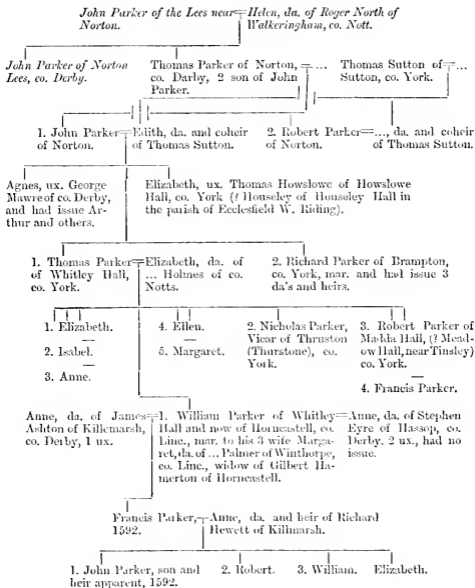 John Parker of the Lees near = Helen, da. of Roger North of
Norton. Walkeringham, co. Nott.
John Parker of Norton
Lees, co. Derby.
Thomas Parker of Norton, = ...
co. Darby, 2 son of John
Parker.
Thomas Sutton of = ...
Sutton, co. York.
1. John Parker = Edith, da. and coheir
of Norton. of Thomas Sutton.
2. Robert Parker = ..., da. and coheir
of Norton. of Thomas Sutton.
Agnes, ux. George
Mawre of co. Derby,
and had issue Ar-
thur and others.
Elizabeth, ux. Thomas Howslowe of Howslowe
Hall, co. York (? Houseley of Houseley Hall in
the parish of Ecclesfield W. Riding).
1. Thomas Parker = Elizabeth, da. of
of Whitley Hall, ... Holmes of co.
co. York. Notts.
2. Richard Parker of Brampton,
co. York, mar. and had issue 3
da's and heirs.
1. Elizabeth.
—
2. Isabel.
—
3. Anne.
4. Ellen.
—
5. Margaret.
2. Nicholas Parker,
Vicar of Thruston
(Thurstone), co.
York.
3. Robert Parker of
Madda Hall, (? Mead-
ow Hall, near Tinsley)
co. York.
—
4. Francis Parker.
Anne, da. of James =
Ashton of Killemarsh,
co. Derby, 1 ux.
1. William Parker of Whitley =
Hall and now of Horncastell, co.
Linc., mar. to his 3 wife Marga-
ret, da. of ... Palmer of Winthorpe,
co. Linc., widow of Gilbert Ha-
merton of Horncastell.
Anne, da. of Stephen
Eyre of Hassop, co.
Derby. 2 ux., had no
issue.
Francis Parker, = Anne, da. and heir of Richard
1592. Hewett of Killmarsh.
1. John Parker, son and
heir apparent, 1592.
2. Robert.
3. William.
Elizabeth.